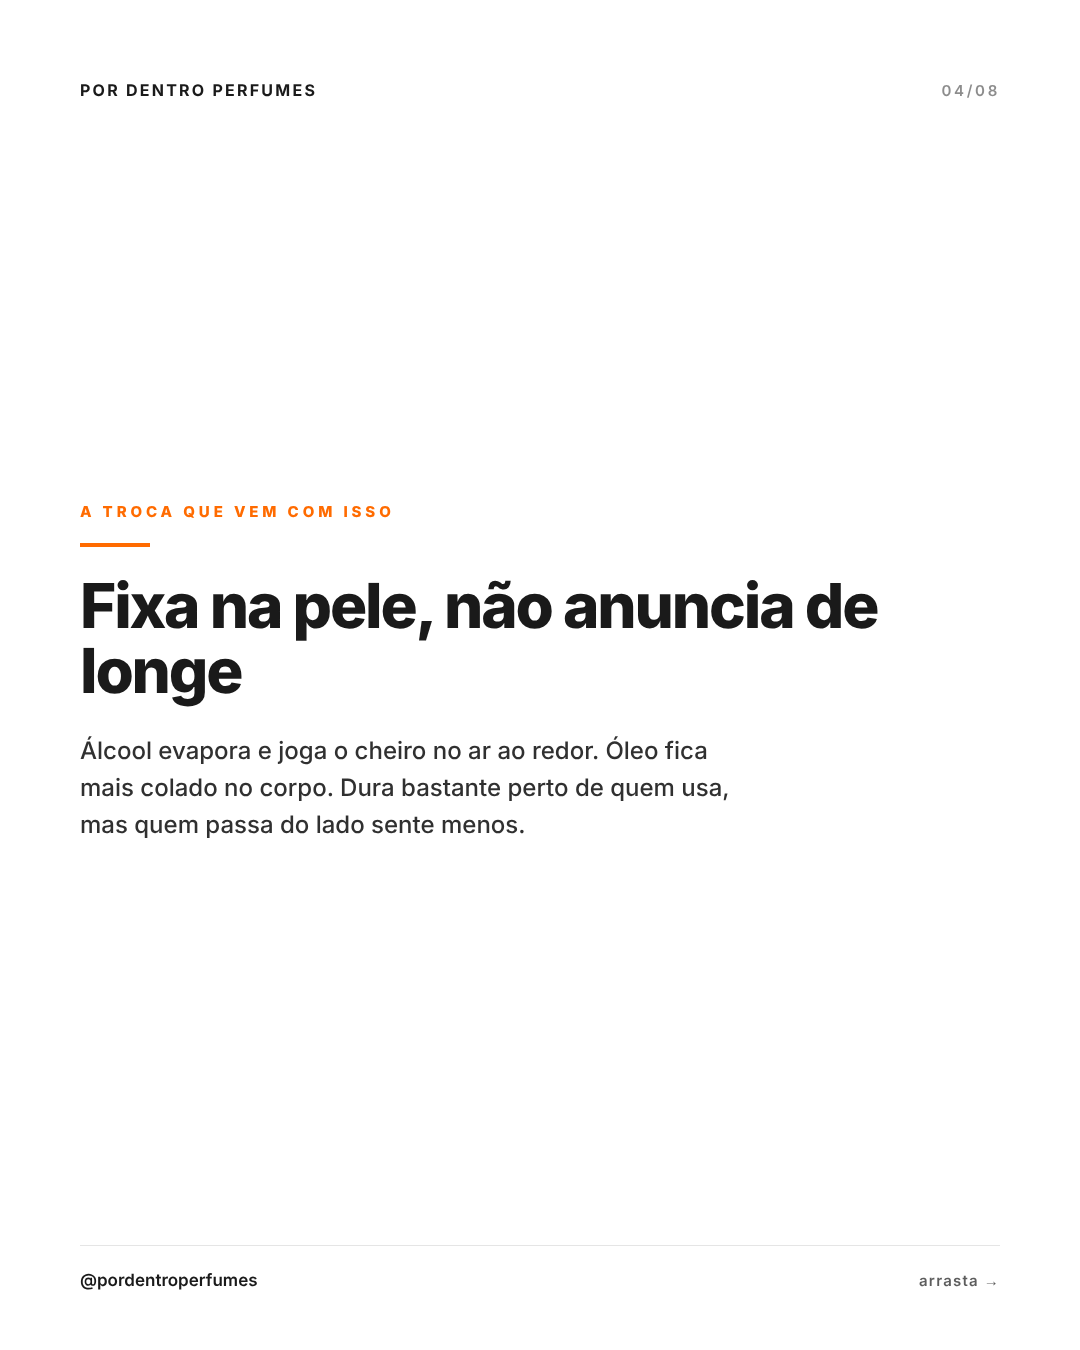 POR DENTRO PERFUMES
04/08
A TROCA QUE VEM COM ISSO
Fixa na pele, não anuncia de
longe
Álcool evapora e joga o cheiro no ar ao redor. Óleo fica
mais colado no corpo. Dura bastante perto de quem usa,
mas quem passa do lado sente menos.
@pordentroperfumes
arrasta →